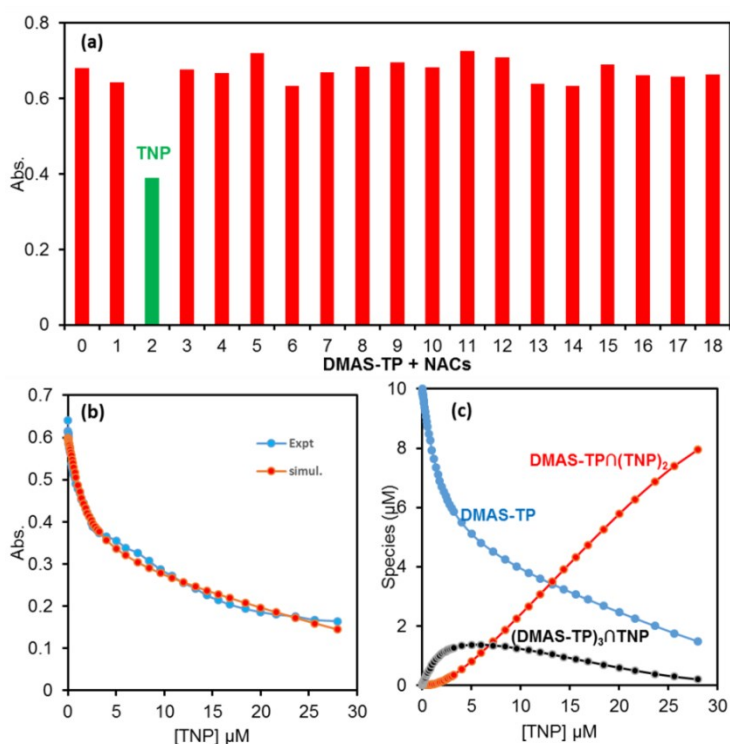 (a)
0.8
0.6
0.4
0.2
0
Abs.
TNP
0 1 2 3 4 5 6 7 8 9 10 11 12 13 14 15 16 17 18
DMAS-TP + NACs
(b)
0.7
0.6
0.5
0.4
0.3
0.2
0.1
0
Abs.
Expt
simul.
0 5 10 15 20 25 30
[TNP] µM
(c)
10
8
6
4
2
0
Species (µM)
DMAS-TP∩(TNP)₂
DMAS-TP
(DMAS-TP)₃∩TNP
0 5 10 15 20 25 30
[TNP] µM